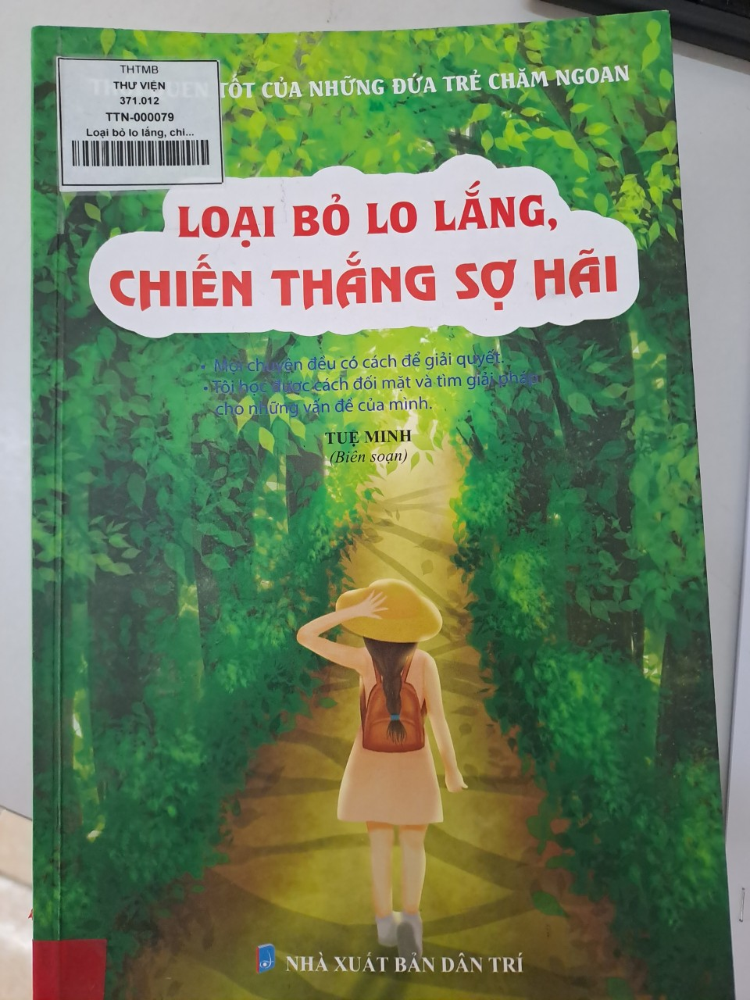 THTMB
THƯ VIỆN
371.012
TTN-000079
Loại bỏ lo lắng, chi...
TỐT CỦA NHỮNG ĐỨA TRẺ CHĂM NGOAN
LOẠI BỎ LO LẮNG,
CHIẾN THẮNG SỢ HÃI
• Mọi chuyện đều có cách để giải quyết.
• Tôi học được cách đối mặt và tìm giải pháp
cho những vấn đề của mình.
TUỆ MINH
(Biên soạn)
NHÀ XUẤT BẢN DÂN TRÍ